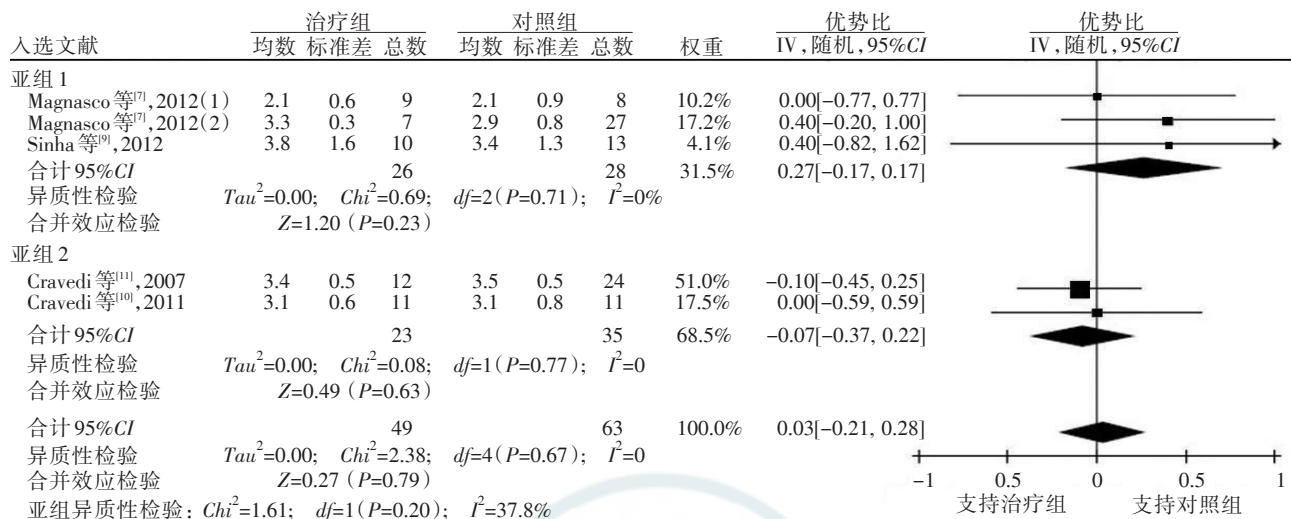 治疗组 对照组 优势比 优势比
入选文献 均数 标准差 总数 均数 标准差 总数 权重 IV,随机,95%CI IV,随机,95%CI
亚组1
Magnasco等[7],2012(1) 2.1 0.6 9 2.1 0.9 8 10.2% 0.00[-0.77, 0.77]
Magnasco等[7],2012(2) 3.3 0.3 7 2.9 0.8 27 17.2% 0.40[-0.20, 1.00]
Sinha等[9],2012 3.8 1.6 10 3.4 1.3 13 4.1% 0.40[-0.82, 1.62]
合计95%CI 26 28 31.5% 0.27[-0.17, 0.17]
异质性检验 Tau²=0.00; Chi²=0.69; df=2(P=0.71); I²=0%
合并效应检验 Z=1.20 (P=0.23)
亚组2
Cravedi等[11],2007 3.4 0.5 12 3.5 0.5 24 51.0% -0.10[-0.45, 0.25]
Cravedi等[10],2011 3.1 0.6 11 3.1 0.8 11 17.5% 0.00[-0.59, 0.59]
合计95%CI 23 35 68.5% -0.07[-0.37, 0.22]
异质性检验 Tau²=0.00; Chi²=0.08; df=1(P=0.77); I²=0
合并效应检验 Z=0.49 (P=0.63)
合计95%CI 49 63 100.0% 0.03[-0.21, 0.28]
异质性检验 Tau²=0.00; Chi²=2.38; df=4(P=0.67); I²=0
合并效应检验 Z=0.27 (P=0.79)
亚组异质性检验: Chi²=1.61; df=1(P=0.20); I²=37.8%
-1 0.5 0 0.5 1
支持治疗组 支持对照组